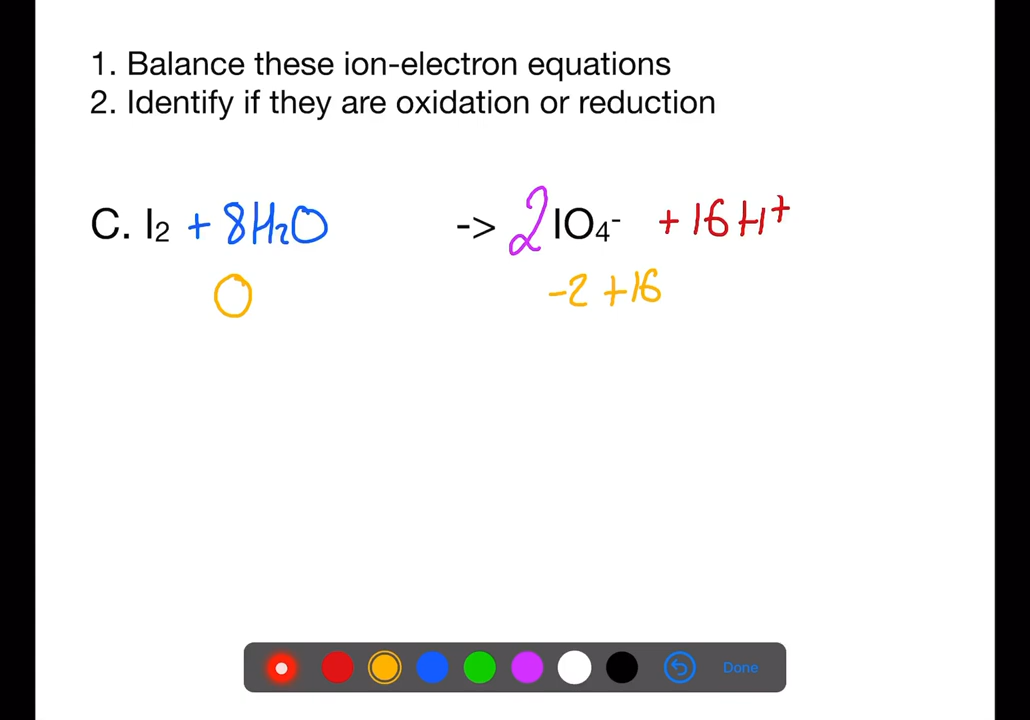 1. Balance these ion-electron equations
2. Identify if they are oxidation or reduction
C. I₂ + 8H₂O -> 2IO₄⁻ + 16H⁺
0 -2 +16
Done